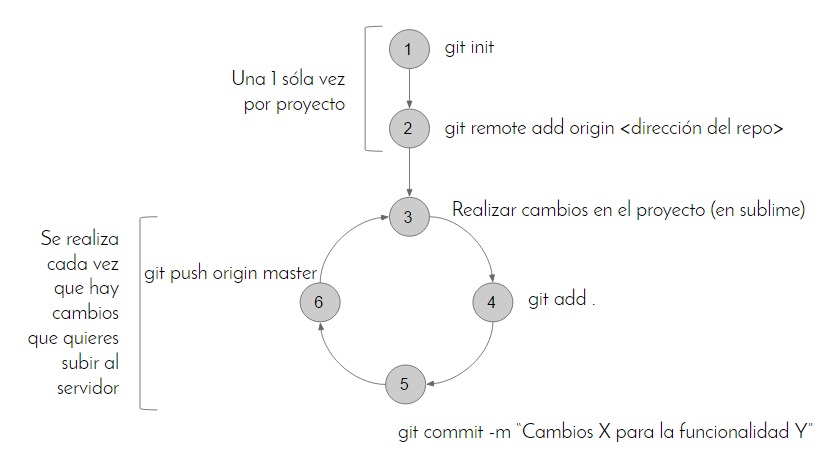 1
git init
Una 1 sóla vez
por proyecto
2
git remote add origin <dirección del repo>
3
Realizar cambios en el proyecto (en sublime)
Se realiza
cada vez
que hay
cambios
que quieres
subir al
servidor
git push origin master
6
4
git add .
5
git commit -m “Cambios X para la funcionalidad Y”